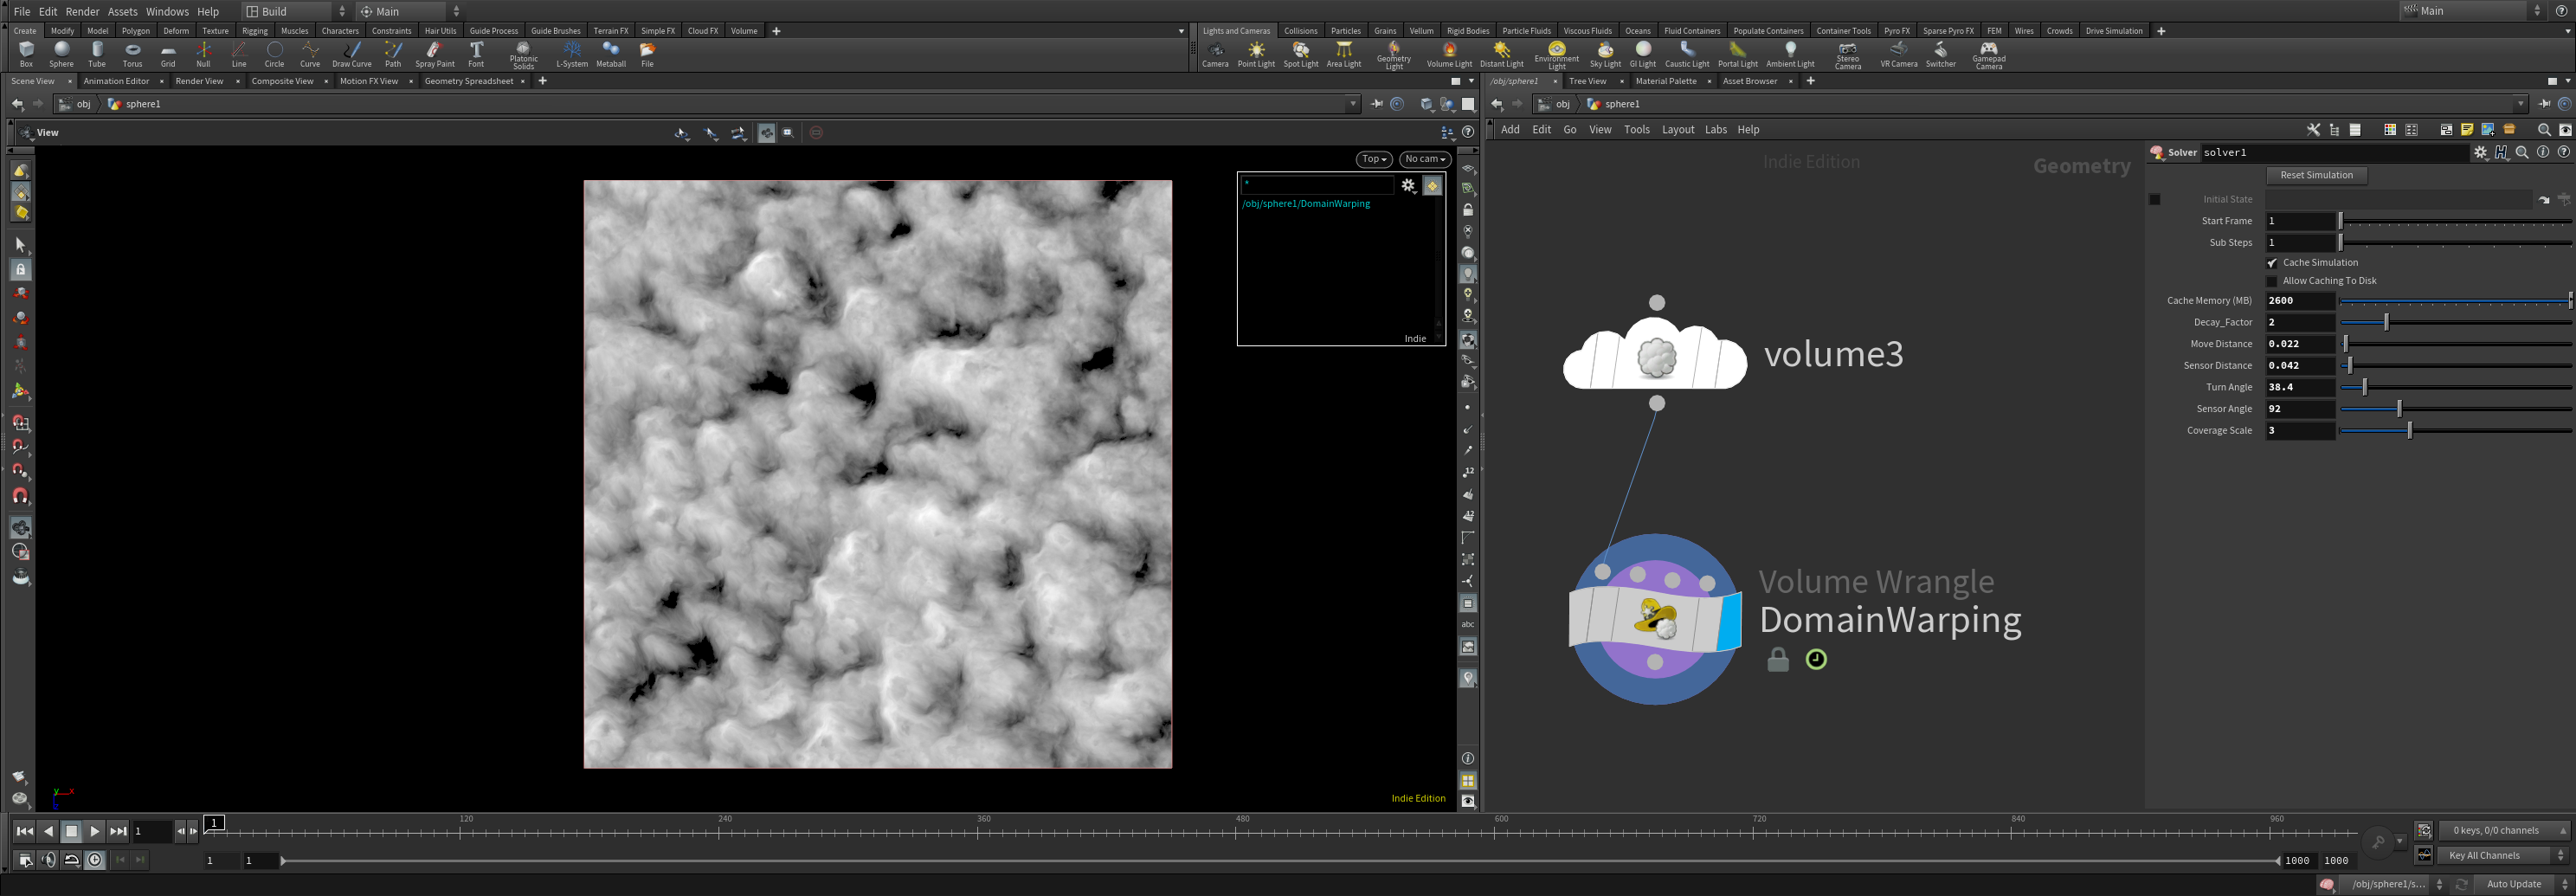 File Edit Render Assets Windows Help Build Main Main
Create Modify Model Polygon Deform Texture Rigging Muscles Characters Constraints Hair Utils Guide Process Guide Brushes Terrain FX Simple FX Cloud FX Volume
Lights and Cameras Collisions Particles Grains Vellum Rigid Bodies Particle Fluids Viscous Fluids Oceans Fluid Containers Populate Containers Container Tools Pyro FX Sparse Pyro FX FEM Wires Crowds Drive Simulation
Box Sphere Tube Torus Grid Null Line Circle Curve Draw Curve Path Spray Paint Font Platonic Solids L-System Metaball File
Camera Point Light Spot Light Area Light Geometry Light Volume Light Distant Light Environment Light Sky Light GI Light Caustic Light Portal Light Ambient Light Stereo Camera VR Camera Switcher Gamepad Camera
Scene View Animation Editor Render View Composite View Motion FX View Geometry Spreadsheet
/obj/sphere1 Tree View Material Palette Asset Browser
obj sphere1
obj sphere1
View
Add Edit Go View Tools Layout Labs Help
Top No cam
*
/obj/sphere1/DomainWarping
Indie
12
12
abc
y x
z
Indie Edition
Indie Edition
Geometry
volume3
Volume Wrangle
DomainWarping
Solver solver1
Reset Simulation
Initial State
Start Frame 1
Sub Steps 1
Cache Simulation
Allow Caching To Disk
Cache Memory (MB) 2600
Decay_Factor 2
Move Distance 0.022
Sensor Distance 0.042
Turn Angle 38.4
Sensor Angle 92
Coverage Scale 3
1 1 120 240 360 480 600 720 840 960
0 keys, 0/0 channels
1 1 1000 1000
Key All Channels
/obj/sphere1/s... Auto Update